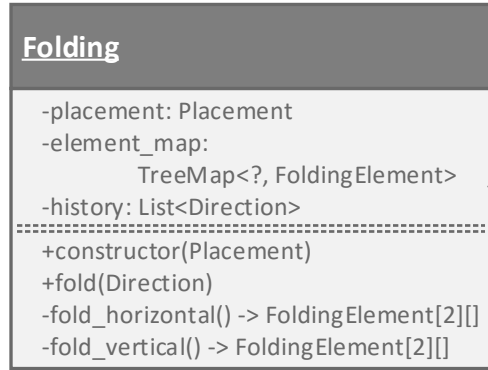 Folding
-placement: Placement
-element_map:
TreeMap<?, FoldingElement>
-history: List<Direction>
+constructor(Placement)
+fold(Direction)
-fold_horizontal() -> FoldingElement[2][]
-fold_vertical() -> FoldingElement[2][]